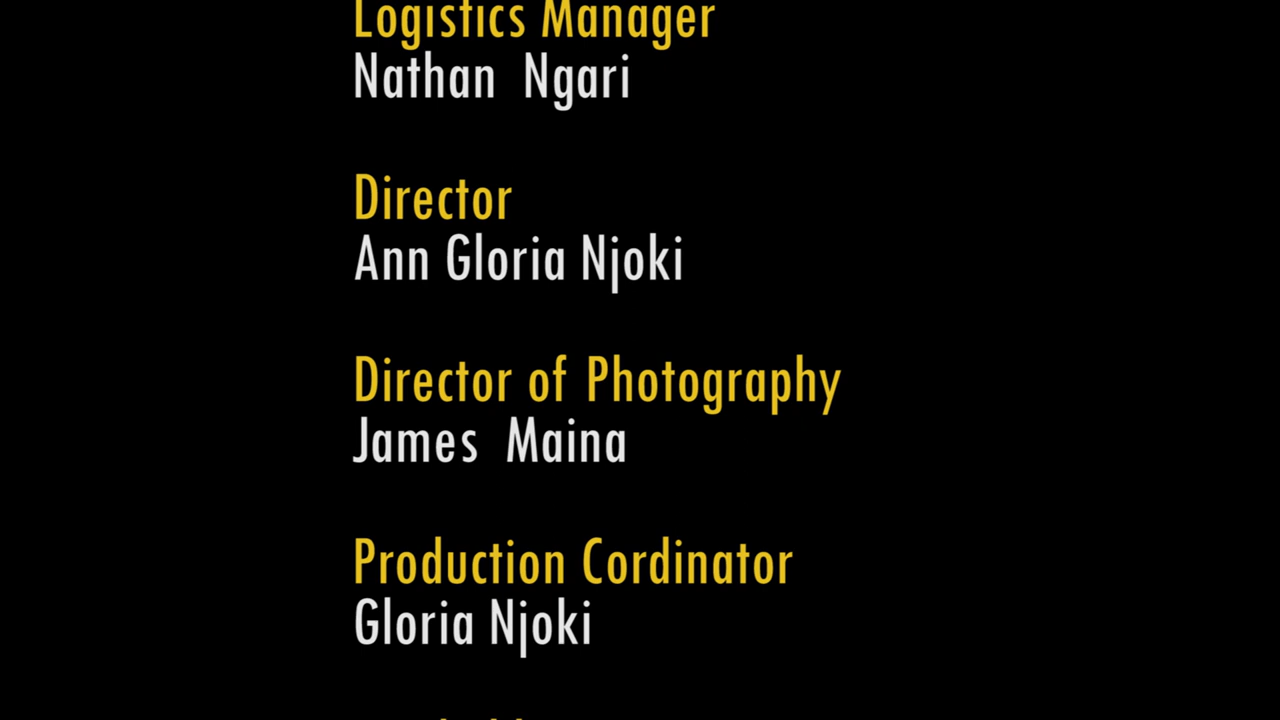 Logistics Manager
Nathan Ngari
Director
Ann Gloria Njoki
Director of Photography
James Maina
Production Cordinator
Gloria Njoki